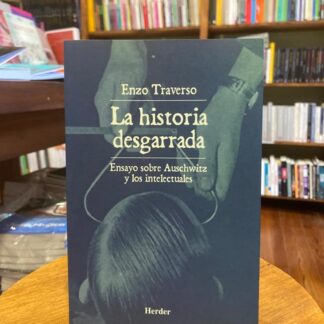 Enzo Traverso
La historia
desgarrada
Ensayo sobre Auschwitz
y los intelectuales
Herder